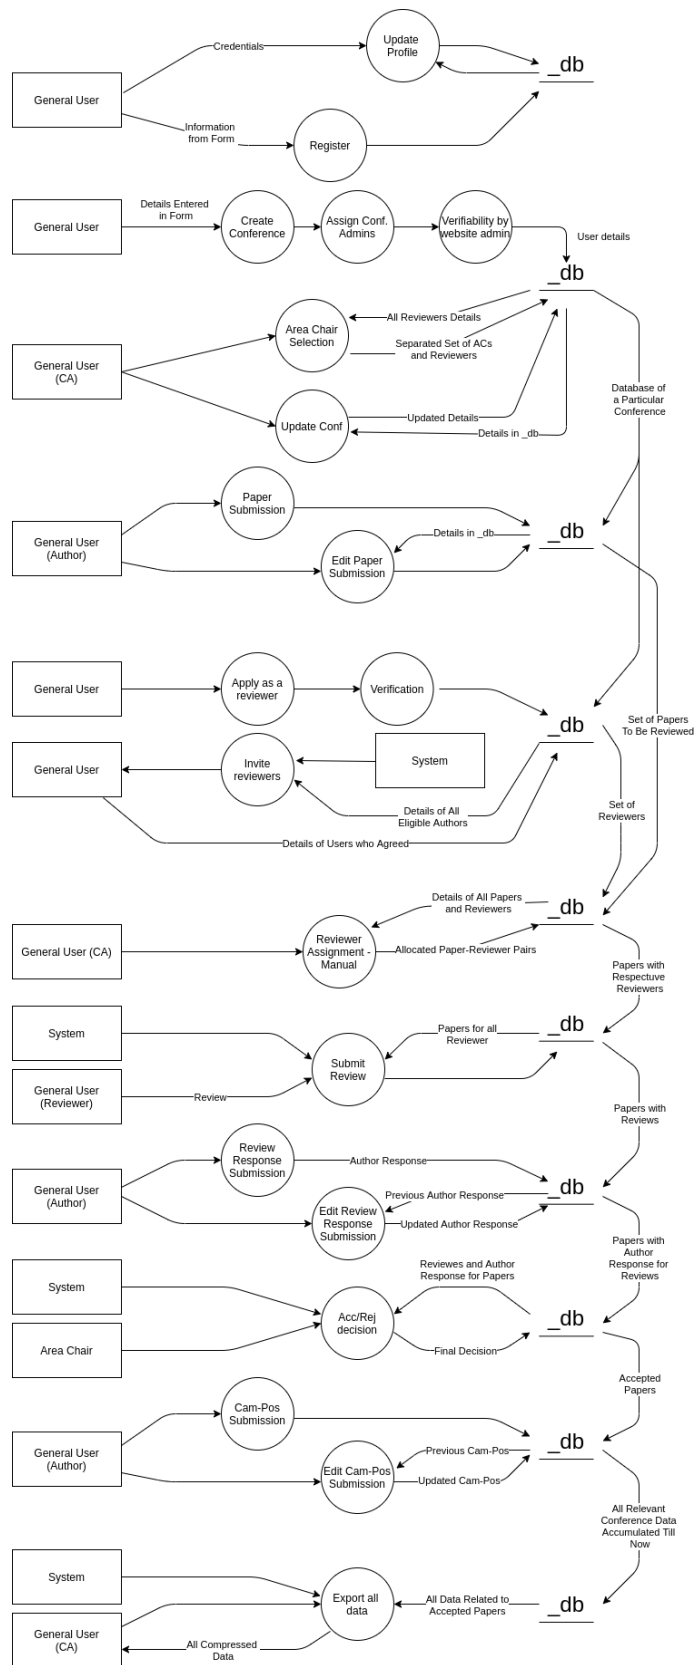 Update
Profile
Credentials
_db
General User
Information
from Form
Register
Details Entered
in Form
General User
Create
Conference
Assign Conf.
Admins
Verifiability by
website admin
User details
_db
All Reviewers Details
Area Chair
Selection
Separated Set of ACs
and Reviewers
General User
(CA)
Database of
a Particular
Conference
Update Conf
Updated Details
Details in _db
Paper
Submission
General User
(Author)
Details in _db
_db
Edit Paper
Submission
General User
Apply as a
reviewer
Verification
_db
Set of Papers
To Be Reviewed
General User
Invite
reviewers
System
Details of All
Eligible Authors
Set of
Reviewers
Details of Users who Agreed
Details of All Papers
and Reviewers
_db
General User (CA)
Reviewer
Assignment -
Manual
Allocated Paper-Reviewer Pairs
Papers with
Respectuve
Reviewers
System
Papers for all
Reviewer
_db
Submit
Review
General User
(Reviewer)
Review
Papers with
Reviews
Review
Response
Submission
Author Response
General User
(Author)
Previous Author Response
_db
Edit Review
Response
Submission
Updated Author Response
Papers with
Author
Response for
Reviews
System
Reviewes and Author
Response for Papers
Acc/Rej
decision
_db
Area Chair
Final Decision
Accepted
Papers
Cam-Pos
Submission
General User
(Author)
Previous Cam-Pos
_db
Edit Cam-Pos
Submission
Updated Cam-Pos
All Relevant
Conference Data
Accumulated Till
Now
System
Export all
data
All Data Related to
Accepted Papers
_db
General User
(CA)
All Compressed
Data